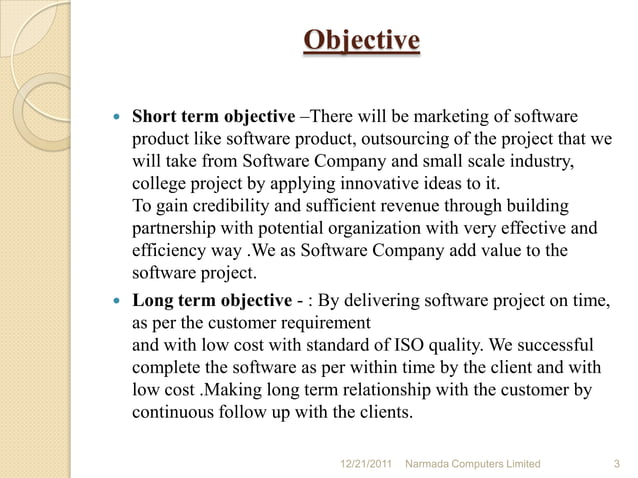 Objective
• Short term objective –There will be marketing of software
product like software product, outsourcing of the project that we
will take from Software Company and small scale industry,
college project by applying innovative ideas to it.
To gain credibility and sufficient revenue through building
partnership with potential organization with very effective and
efficiency way .We as Software Company add value to the
software project.
• Long term objective - : By delivering software project on time,
as per the customer requirement
and with low cost with standard of ISO quality. We successful
complete the software as per within time by the client and with
low cost .Making long term relationship with the customer by
continuous follow up with the clients.
12/21/2011 Narmada Computers Limited 3